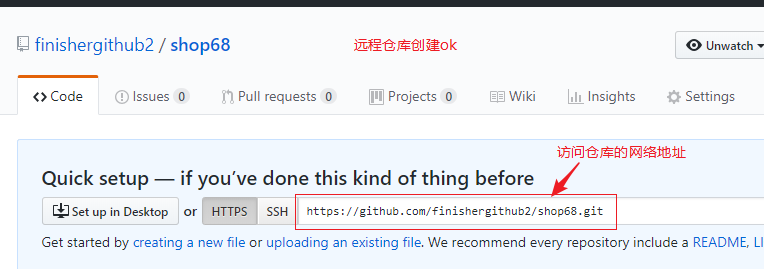 finishergithub2 / shop68
远程仓库创建ok
Unwatch
Code
Issues 0
Pull requests 0
Projects 0
Wiki
Insights
Settings
访问仓库的网络地址
Quick setup — if you've done this kind of thing before
Set up in Desktop or HTTPS SSH https://github.com/finishergithub2/shop68.git
Get started by creating a new file or uploading an existing file. We recommend every repository include a README, LI